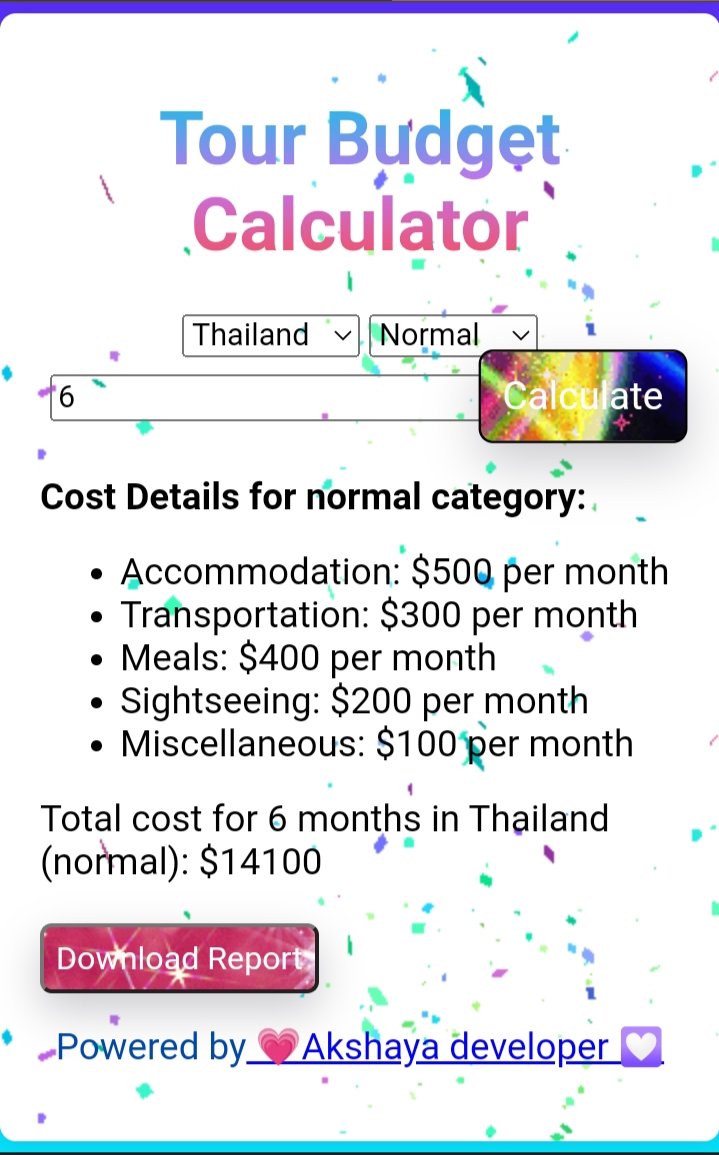 Tour Budget
Calculator
Thailand Normal
6 Calculate
Cost Details for normal category:
• Accommodation: $500 per month
• Transportation: $300 per month
• Meals: $400 per month
• Sightseeing: $200 per month
• Miscellaneous: $100 per month
Total cost for 6 months in Thailand
(normal): $14100
Download Report
Powered by 💗Akshaya developer 💟